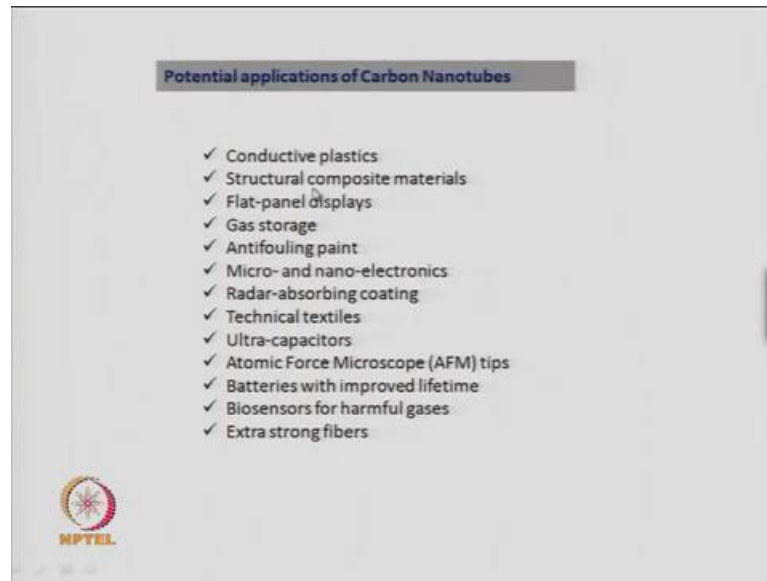 Potential applications of Carbon Nanotubes
✓ Conductive plastics
✓ Structural composite materials
✓ Flat-panel displays
✓ Gas storage
✓ Antifouling paint
✓ Micro- and nano-electronics
✓ Radar-absorbing coating
✓ Technical textiles
✓ Ultra-capacitors
✓ Atomic Force Microscope (AFM) tips
✓ Batteries with improved lifetime
✓ Biosensors for harmful gases
✓ Extra strong fibers
NPTEL